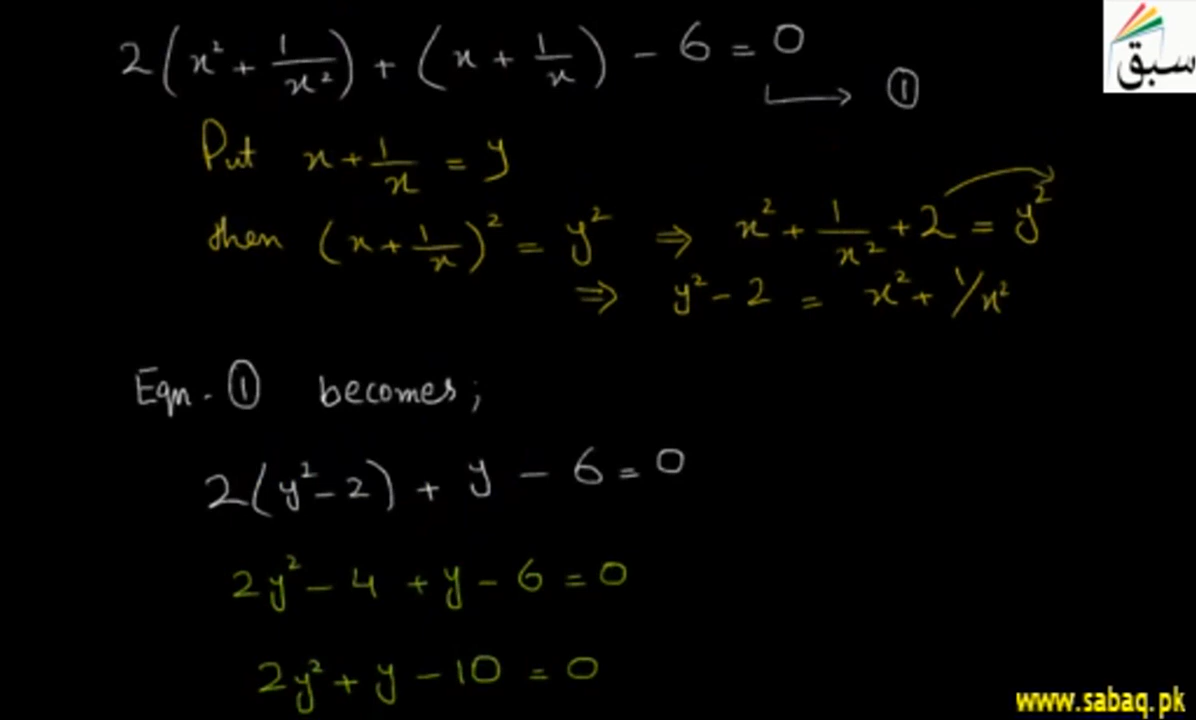 2(x² + 1/x²) + (x + 1/x) - 6 = 0
⟶ ①
سبق
Put x + 1/x = y
then (x + 1/x)² = y² ⇒ x² + 1/x² + 2 = y²
⇒ y² - 2 = x² + 1/x²
Eqn. ① becomes;
2(y² - 2) + y - 6 = 0
2y² - 4 + y - 6 = 0
2y² + y - 10 = 0
www.sabaq.pk